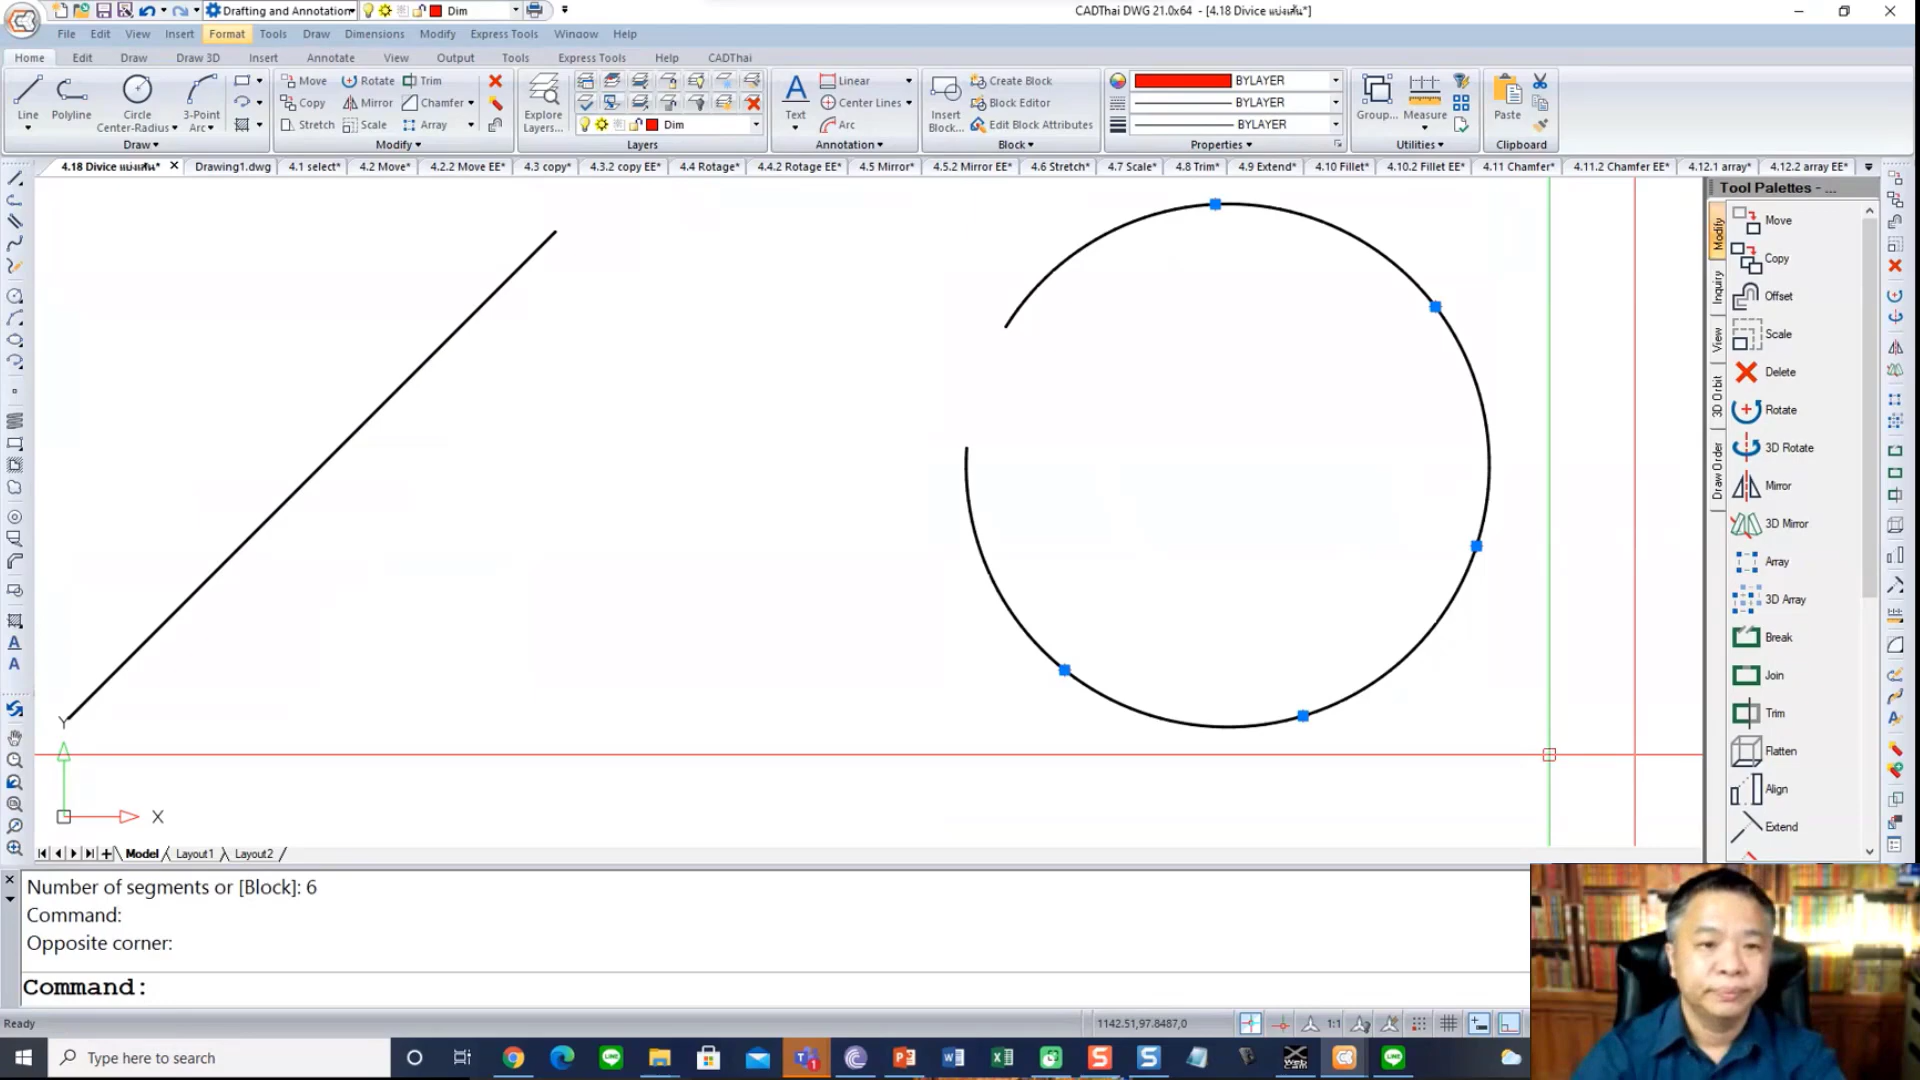 Drafting and Annotation
Dim
CADThai DWG 21.0x64 - [4.18 Divice แบ่งเส้น*]
File Edit View Insert Format Tools Draw Dimensions Modify Express Tools Window Help
Home Edit Draw Draw 3D Insert Annotate View Output Tools Express Tools Help CADThai
Line
Polyline
Circle
Center-Radius
3-Point
Arc
Draw
Move Rotate Trim
Copy Mirror Chamfer
Stretch Scale Array
Modify
Explore
Layers...
Dim
Layers
Text
Linear
Center Lines
Arc
Annotation
Insert
Block...
Create Block
Block Editor
Edit Block Attributes
Block
BYLAYER
BYLAYER
BYLAYER
Properties
Group...
Measure
Utilities
Paste
Clipboard
4.18 Divice แบ่งเส้น* Drawing1.dwg 4.1 select* 4.2 Move* 4.2.2 Move EE* 4.3 copy* 4.3.2 copy EE* 4.4 Rotage* 4.4.2 Rotage EE* 4.5 Mirror* 4.5.2 Mirror EE* 4.6 Stretch* 4.7 Scale* 4.8 Trim* 4.9 Extend* 4.10 Fillet* 4.10.2 Fillet EE* 4.11 Chamfer* 4.11.2 Chamfer EE* 4.12.1 array* 4.12.2 array EE*
Tool Palettes - ...
Modify
Inquiry
View
3D Orbit
Draw Order
Move
Copy
Offset
Scale
Delete
Rotate
3D Rotate
Mirror
3D Mirror
Array
3D Array
Break
Join
Trim
Flatten
Align
Extend
Y
X
Model Layout1 Layout2
Number of segments or [Block]: 6
Command:
Opposite corner:
Command:
Ready
1142.51,97.8487,0
1:1
Type here to search